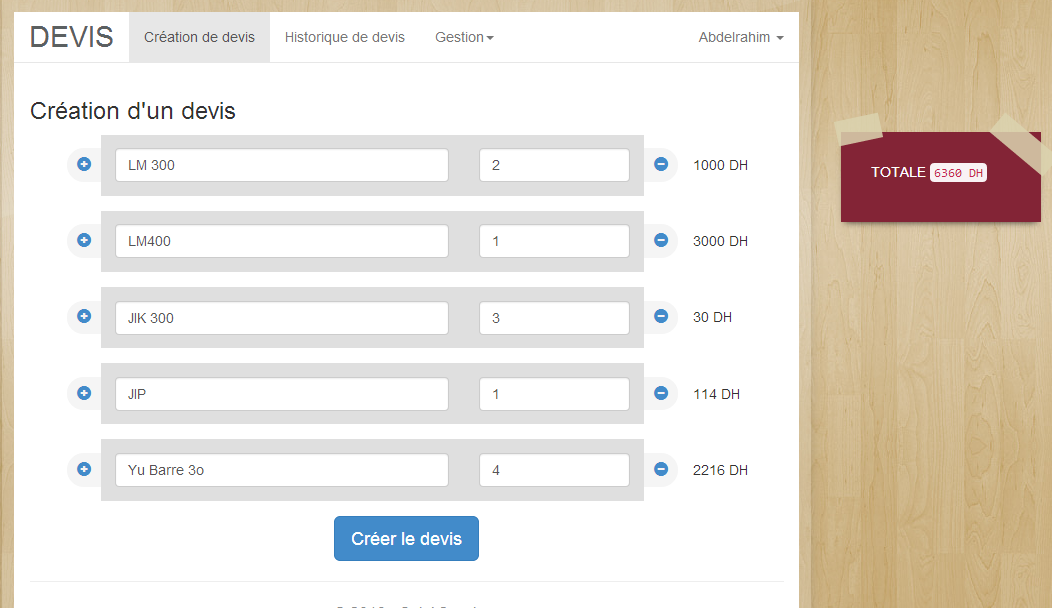 DEVIS Création de devis Historique de devis Gestion Abdelrahim
Création d'un devis
LM 300 2 1000 DH
LM400 1 3000 DH
JIK 300 3 30 DH
JIP 1 114 DH
Yu Barre 3o 4 2216 DH
Créer le devis
TOTALE 6360 DH